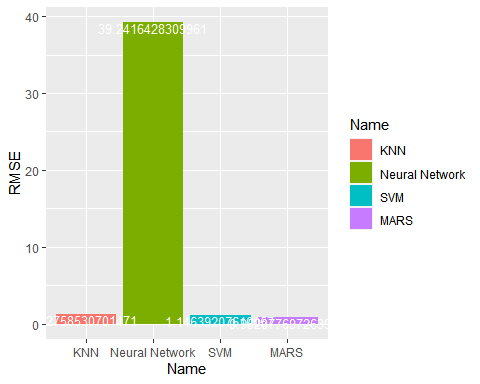 40
39.2416428309961
30
20
10
0
RMSE
KNN
Neural Network
SVM
MARS
Name
Name
KNN
Neural Network
SVM
MARS